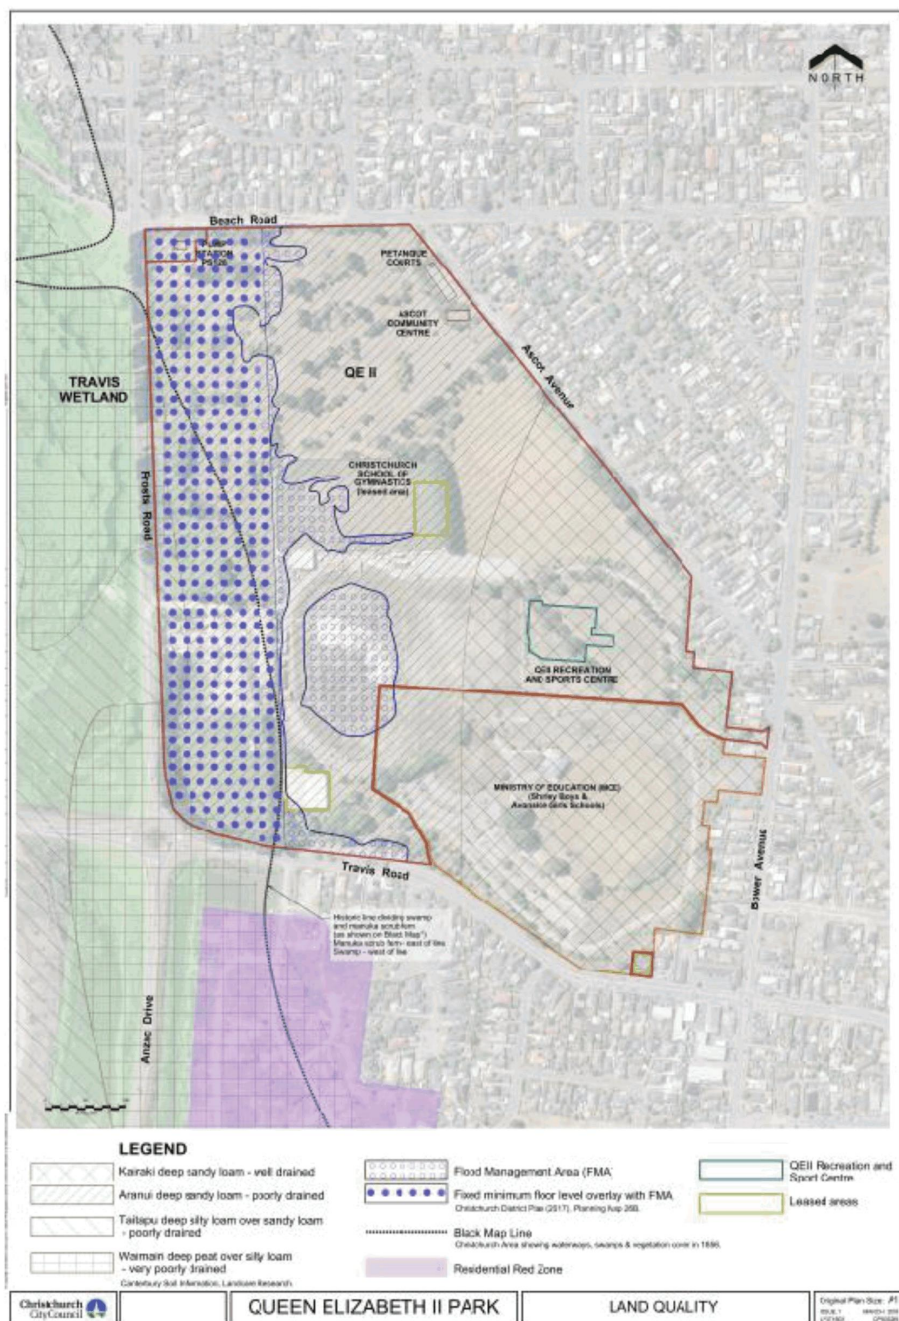 NORTH
Beach Road
PUMP
STATION
PETANQUE
COURTS
ASCOT
COMMUNITY
CENTRE
QE II
Ascot Avenue
TRAVIS
WETLAND
CHRISTCHURCH
SCHOOL OF
GYMNASTICS
(leased area)
Frosts Road
QEII RECREATION
AND SPORTS CENTRE
MINISTRY OF EDUCATION (MOE)
(Shirley Boys &
Avonside Girls Schools)
Bower Avenue
Travis Road
Historic line dividing swamp
and manuka scrub/fern
(as shown on Black Map*)
Manuka scrub fern - east of line
Swamp - west of line
Anzac Drive
LEGEND
Kairaki deep sandy loam - well drained
Aranui deep sandy loam - poorly drained
Taitapu deep silty loam over sandy loam
- poorly drained
Waimairi deep peat over silty loam
- very poorly drained
Canterbury Soil Information, Landcare Research.
Flood Management Area (FMA)
Fixed minimum floor level overlay with FMA
Christchurch District Plan (2017), Planning Map 26B.
Black Map Line
Christchurch Area showing waterways, swamps & vegetation cover in 1856.
Residential Red Zone
QEII Recreation and
Sport Centre
Leased areas
Christchurch
City Council
QUEEN ELIZABETH II PARK
LAND QUALITY
Original Plan Size: A1